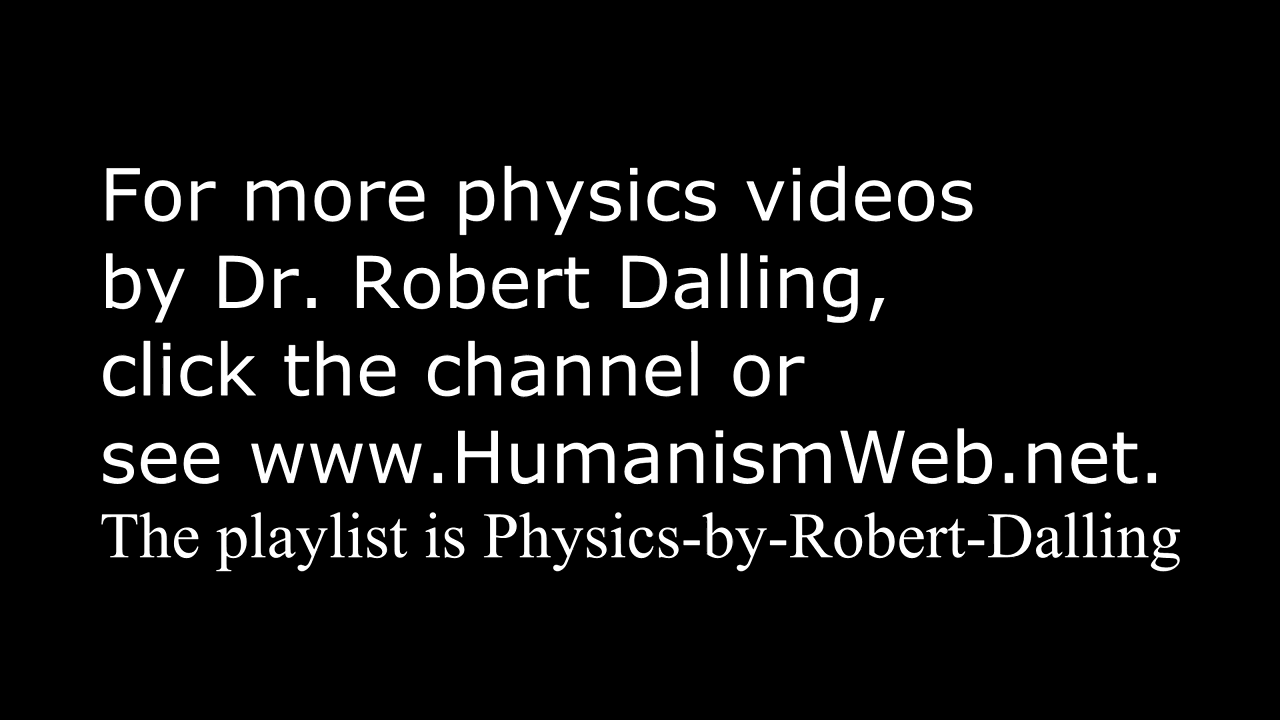 For more physics videos
by Dr. Robert Dalling,
click the channel or
see www.HumanismWeb.net.
The playlist is Physics-by-Robert-Dalling